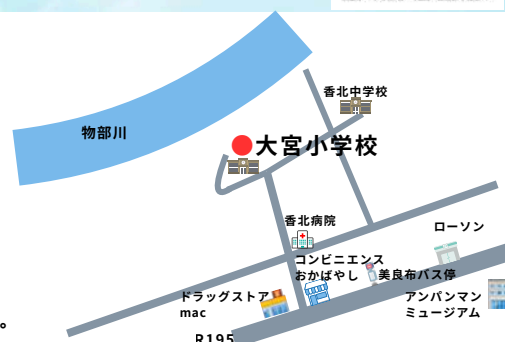 香北中学校
物部川
大宮小学校
香北病院
ローソン
コンビニエンス
おかばやし
美良布バス停
ドラッグストア
mac
アンパンマン
ミュージアム
。
R195